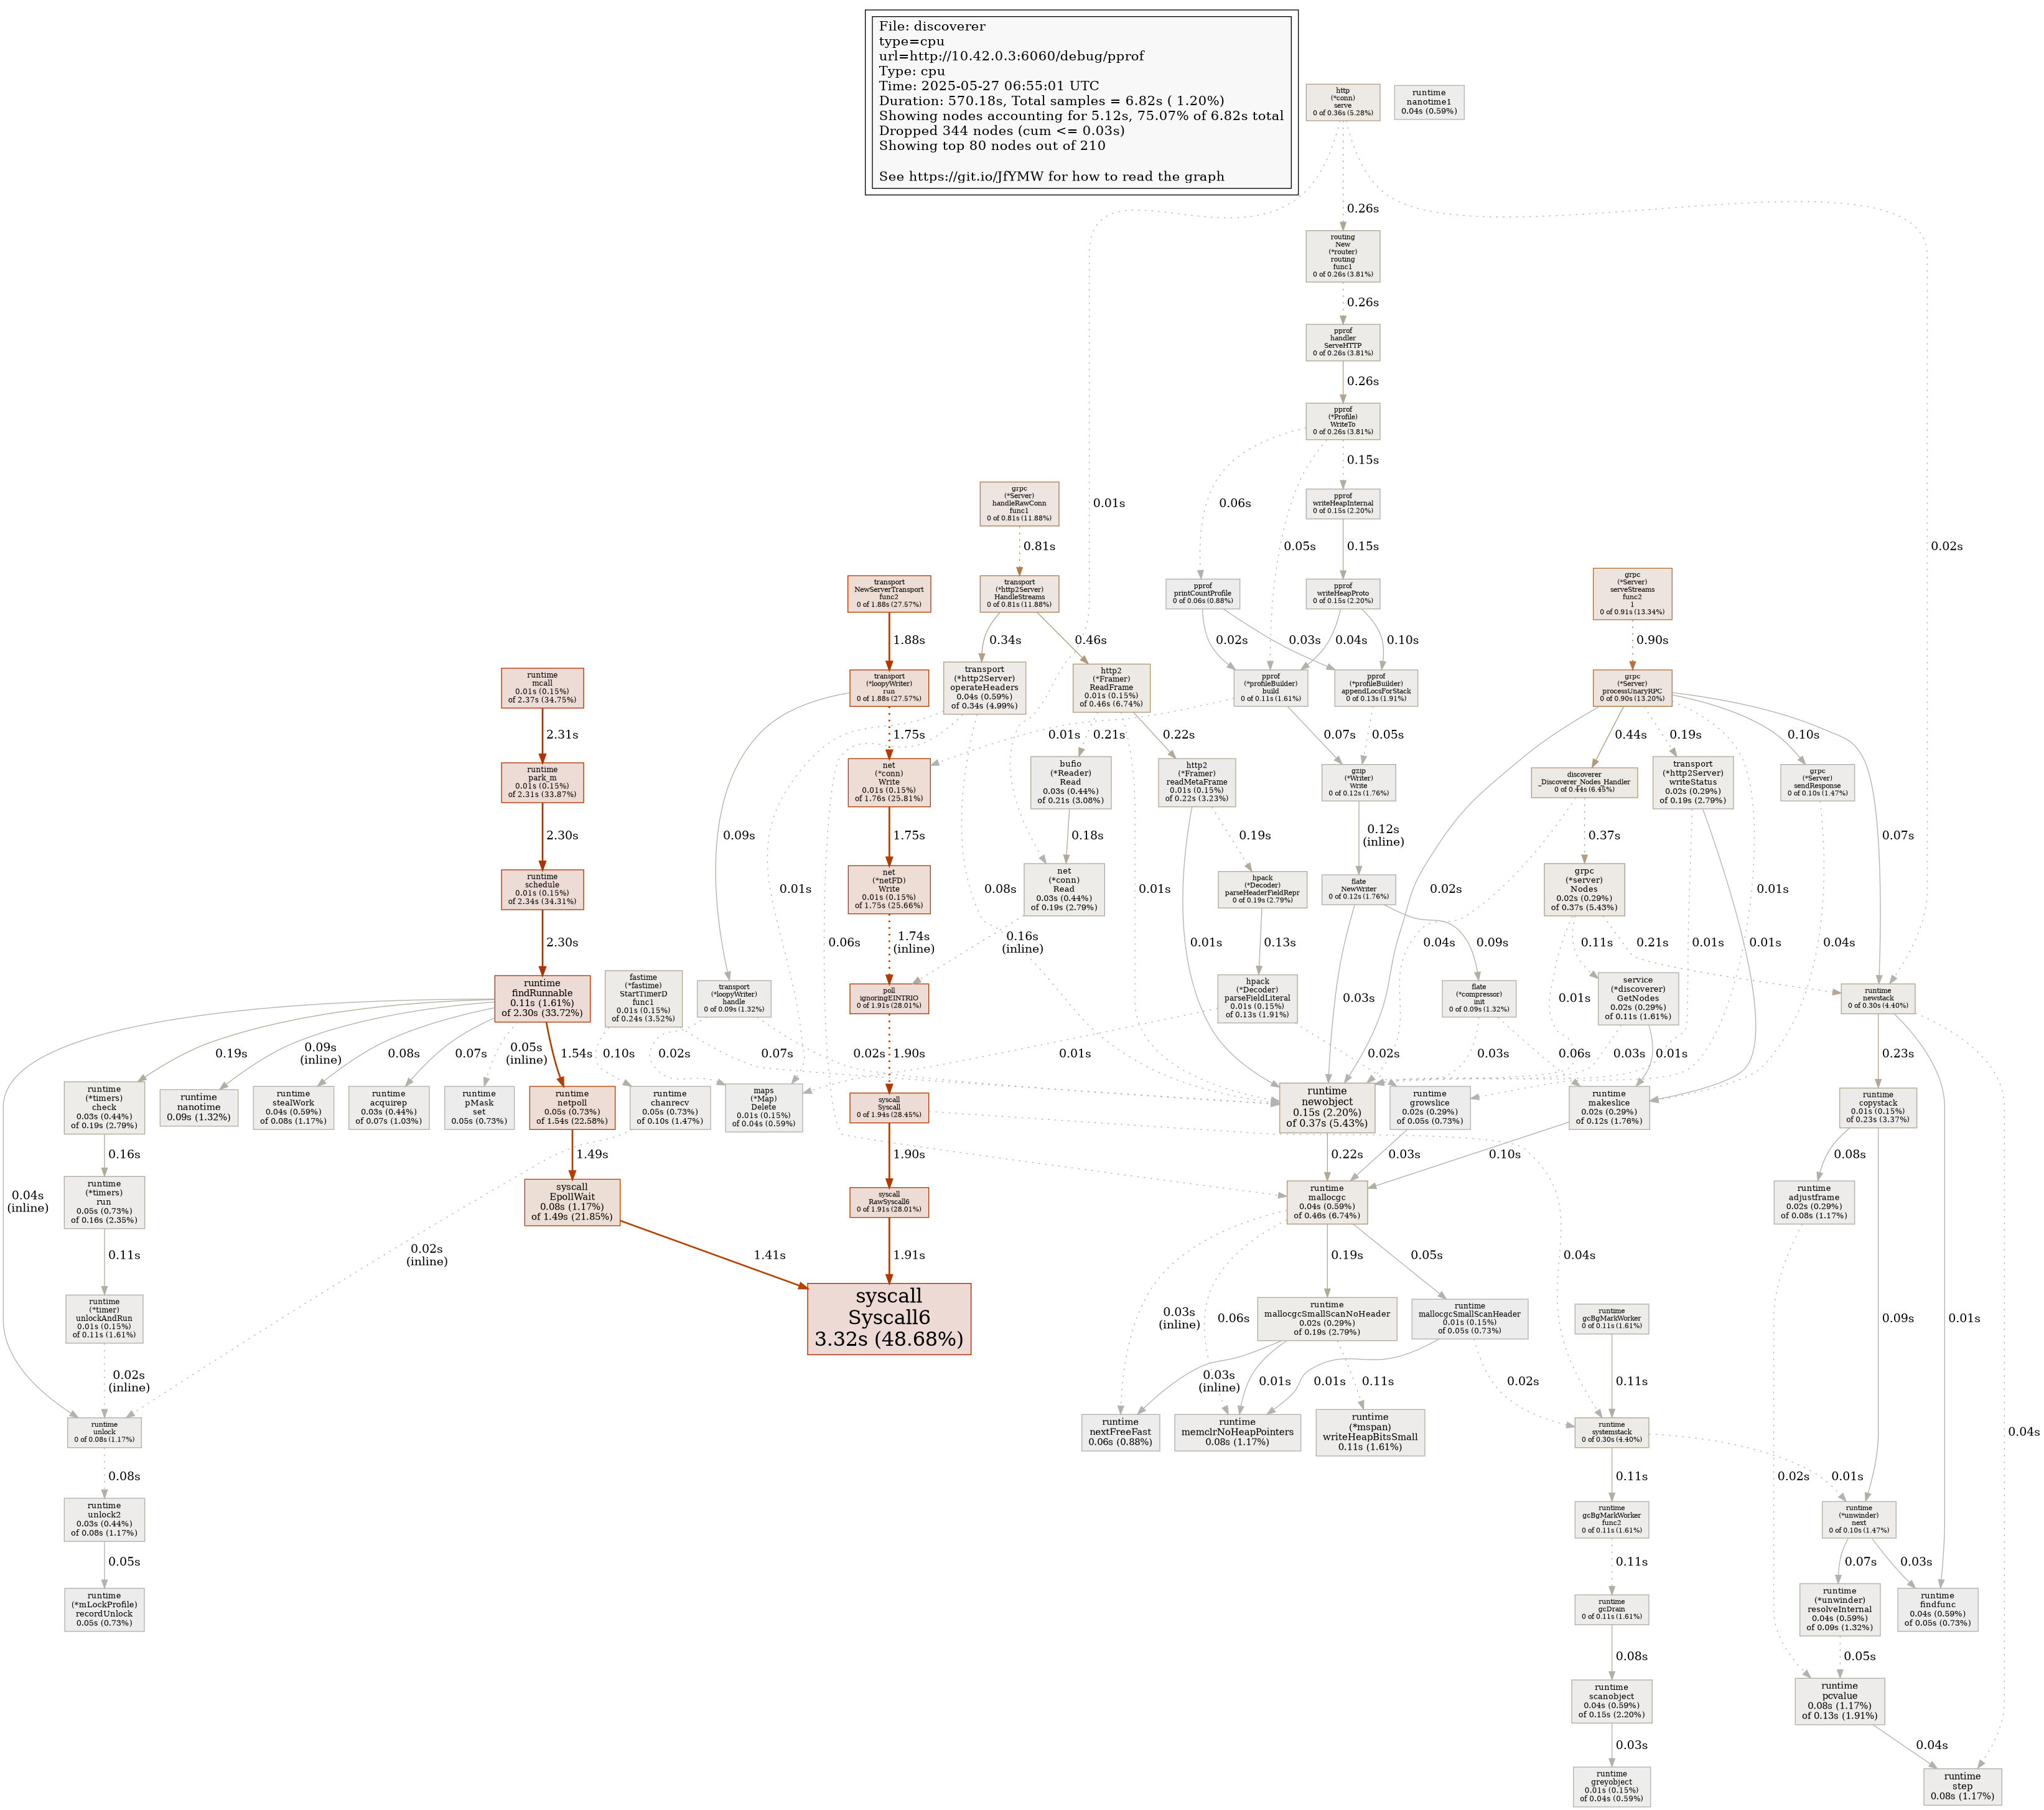 File: discoverer
type=cpu
url=http://10.42.0.3:6060/debug/pprof
Type: cpu
Time: 2025-05-27 06:55:01 UTC
Duration: 570.18s, Total samples = 6.82s ( 1.20%)
Showing nodes accounting for 5.12s, 75.07% of 6.82s total
Dropped 344 nodes (cum <= 0.03s)
Showing top 80 nodes out of 210
See https://git.io/JfYMW for how to read the graph
http
(*conn)
serve
0 of 0.36s (5.28%)
runtime
nanotime1
0.04s (0.59%)
0.26s
routing
New
(*router)
routing
func1
0 of 0.26s (3.81%)
0.26s
pprof
handler
ServeHTTP
0 of 0.26s (3.81%)
0.26s
pprof
(*Profile)
WriteTo
0 of 0.26s (3.81%)
0.15s
0.06s
0.05s
0.01s
0.02s
grpc
(*Server)
handleRawConn
func1
0 of 0.81s (11.88%)
pprof
writeHeapInternal
0 of 0.15s (2.20%)
0.81s
0.15s
transport
NewServerTransport
func2
0 of 1.88s (27.57%)
transport
(*http2Server)
HandleStreams
0 of 0.81s (11.88%)
pprof
printCountProfile
0 of 0.06s (0.88%)
pprof
writeHeapProto
0 of 0.15s (2.20%)
grpc
(*Server)
serveStreams
func2
1
0 of 0.91s (13.34%)
1.88s
0.34s
0.46s
0.02s
0.03s
0.04s
0.10s
0.90s
runtime
mcall
0.01s (0.15%)
of 2.37s (34.75%)
transport
(*loopyWriter)
run
0 of 1.88s (27.57%)
transport
(*http2Server)
operateHeaders
0.04s (0.59%)
of 0.34s (4.99%)
http2
(*Framer)
ReadFrame
0.01s (0.15%)
of 0.46s (6.74%)
pprof
(*profileBuilder)
build
0 of 0.11s (1.61%)
pprof
(*profileBuilder)
appendLocsForStack
0 of 0.13s (1.91%)
grpc
(*Server)
processUnaryRPC
0 of 0.90s (13.20%)
2.31s
1.75s
0.01s
0.21s
0.22s
0.07s
0.05s
0.44s
0.19s
0.10s
runtime
park_m
0.01s (0.15%)
of 2.31s (33.87%)
net
(*conn)
Write
0.01s (0.15%)
of 1.76s (25.81%)
bufio
(*Reader)
Read
0.03s (0.44%)
of 0.21s (3.08%)
http2
(*Framer)
readMetaFrame
0.01s (0.15%)
of 0.22s (3.23%)
gzip
(*Writer)
Write
0 of 0.12s (1.76%)
discoverer
_Discoverer_Nodes_Handler
0 of 0.44s (6.45%)
transport
(*http2Server)
writeStatus
0.02s (0.29%)
of 0.19s (2.79%)
grpc
(*Server)
sendResponse
0 of 0.10s (1.47%)
2.30s
0.09s
1.75s
0.18s
0.19s
0.12s
(inline)
0.37s
0.07s
runtime
schedule
0.01s (0.15%)
of 2.34s (34.31%)
net
(*netFD)
Write
0.01s (0.15%)
of 1.75s (25.66%)
net
(*conn)
Read
0.03s (0.44%)
of 0.19s (2.79%)
hpack
(*Decoder)
parseHeaderFieldRepr
0 of 0.19s (2.79%)
flate
NewWriter
0 of 0.12s (1.76%)
grpc
(*server)
Nodes
0.02s (0.29%)
of 0.37s (5.43%)
0.01s
0.08s
0.01s
0.02s
0.01s
2.30s
0.06s
1.74s
(inline)
0.16s
(inline)
0.01s
0.13s
0.09s
0.04s
0.11s
0.21s
0.01s
0.01s
0.04s
runtime
findRunnable
0.11s (1.61%)
of 2.30s (33.72%)
fastime
(*fastime)
StartTimerD
func1
0.01s (0.15%)
of 0.24s (3.52%)
transport
(*loopyWriter)
handle
0 of 0.09s (1.32%)
poll
ignoringEINTRIO
0 of 1.91s (28.01%)
hpack
(*Decoder)
parseFieldLiteral
0.01s (0.15%)
of 0.13s (1.91%)
0.03s
flate
(*compressor)
init
0 of 0.09s (1.32%)
0.01s
service
(*discoverer)
GetNodes
0.02s (0.29%)
of 0.11s (1.61%)
runtime
newstack
0 of 0.30s (4.40%)
0.19s
0.09s
(inline)
0.08s
0.07s
0.05s
(inline)
1.54s
0.10s
0.07s
0.02s
0.02s
1.90s
0.01s
0.02s
0.03s
0.06s
0.03s
0.01s
0.23s
runtime
(*timers)
check
0.03s (0.44%)
of 0.19s (2.79%)
runtime
nanotime
0.09s (1.32%)
runtime
stealWork
0.04s (0.59%)
of 0.08s (1.17%)
runtime
acquirep
0.03s (0.44%)
of 0.07s (1.03%)
runtime
pMask
set
0.05s (0.73%)
runtime
netpoll
0.05s (0.73%)
of 1.54s (22.58%)
runtime
chanrecv
0.05s (0.73%)
of 0.10s (1.47%)
maps
(*Map)
Delete
0.01s (0.15%)
of 0.04s (0.59%)
syscall
Syscall
0 of 1.94s (28.45%)
runtime
newobject
0.15s (2.20%)
of 0.37s (5.43%)
runtime
growslice
0.02s (0.29%)
of 0.05s (0.73%)
runtime
makeslice
0.02s (0.29%)
of 0.12s (1.76%)
runtime
copystack
0.01s (0.15%)
of 0.23s (3.37%)
0.16s
1.49s
1.90s
0.22s
0.03s
0.10s
0.08s
runtime
(*timers)
run
0.05s (0.73%)
of 0.16s (2.35%)
syscall
EpollWait
0.08s (1.17%)
of 1.49s (21.85%)
syscall
RawSyscall6
0 of 1.91s (28.01%)
runtime
mallocgc
0.04s (0.59%)
of 0.46s (6.74%)
runtime
adjustframe
0.02s (0.29%)
of 0.08s (1.17%)
0.04s
(inline)
0.11s
0.02s
(inline)
1.41s
1.91s
0.19s
0.05s
0.04s
runtime
(*timer)
unlockAndRun
0.01s (0.15%)
of 0.11s (1.61%)
syscall
Syscall6
3.32s (48.68%)
0.03s
(inline)
0.06s
runtime
mallocgcSmallScanNoHeader
0.02s (0.29%)
of 0.19s (2.79%)
runtime
mallocgcSmallScanHeader
0.01s (0.15%)
of 0.05s (0.73%)
runtime
gcBgMarkWorker
0 of 0.11s (1.61%)
0.09s
0.01s
0.02s
(inline)
0.03s
(inline)
0.01s
0.01s
0.11s
0.02s
0.11s
runtime
unlock
0 of 0.08s (1.17%)
runtime
nextFreeFast
0.06s (0.88%)
runtime
memclrNoHeapPointers
0.08s (1.17%)
runtime
(*mspan)
writeHeapBitsSmall
0.11s (1.61%)
runtime
systemstack
0 of 0.30s (4.40%)
0.04s
0.08s
0.11s
0.02s
0.01s
runtime
unlock2
0.03s (0.44%)
of 0.08s (1.17%)
runtime
gcBgMarkWorker
func2
0 of 0.11s (1.61%)
runtime
(*unwinder)
next
0 of 0.10s (1.47%)
0.05s
0.11s
0.07s
0.03s
runtime
(*mLockProfile)
recordUnlock
0.05s (0.73%)
runtime
gcDrain
0 of 0.11s (1.61%)
runtime
(*unwinder)
resolveInternal
0.04s (0.59%)
of 0.09s (1.32%)
runtime
findfunc
0.04s (0.59%)
of 0.05s (0.73%)
0.08s
0.05s
runtime
scanobject
0.04s (0.59%)
of 0.15s (2.20%)
runtime
pcvalue
0.08s (1.17%)
of 0.13s (1.91%)
0.03s
0.04s
runtime
greyobject
0.01s (0.15%)
of 0.04s (0.59%)
runtime
step
0.08s (1.17%)